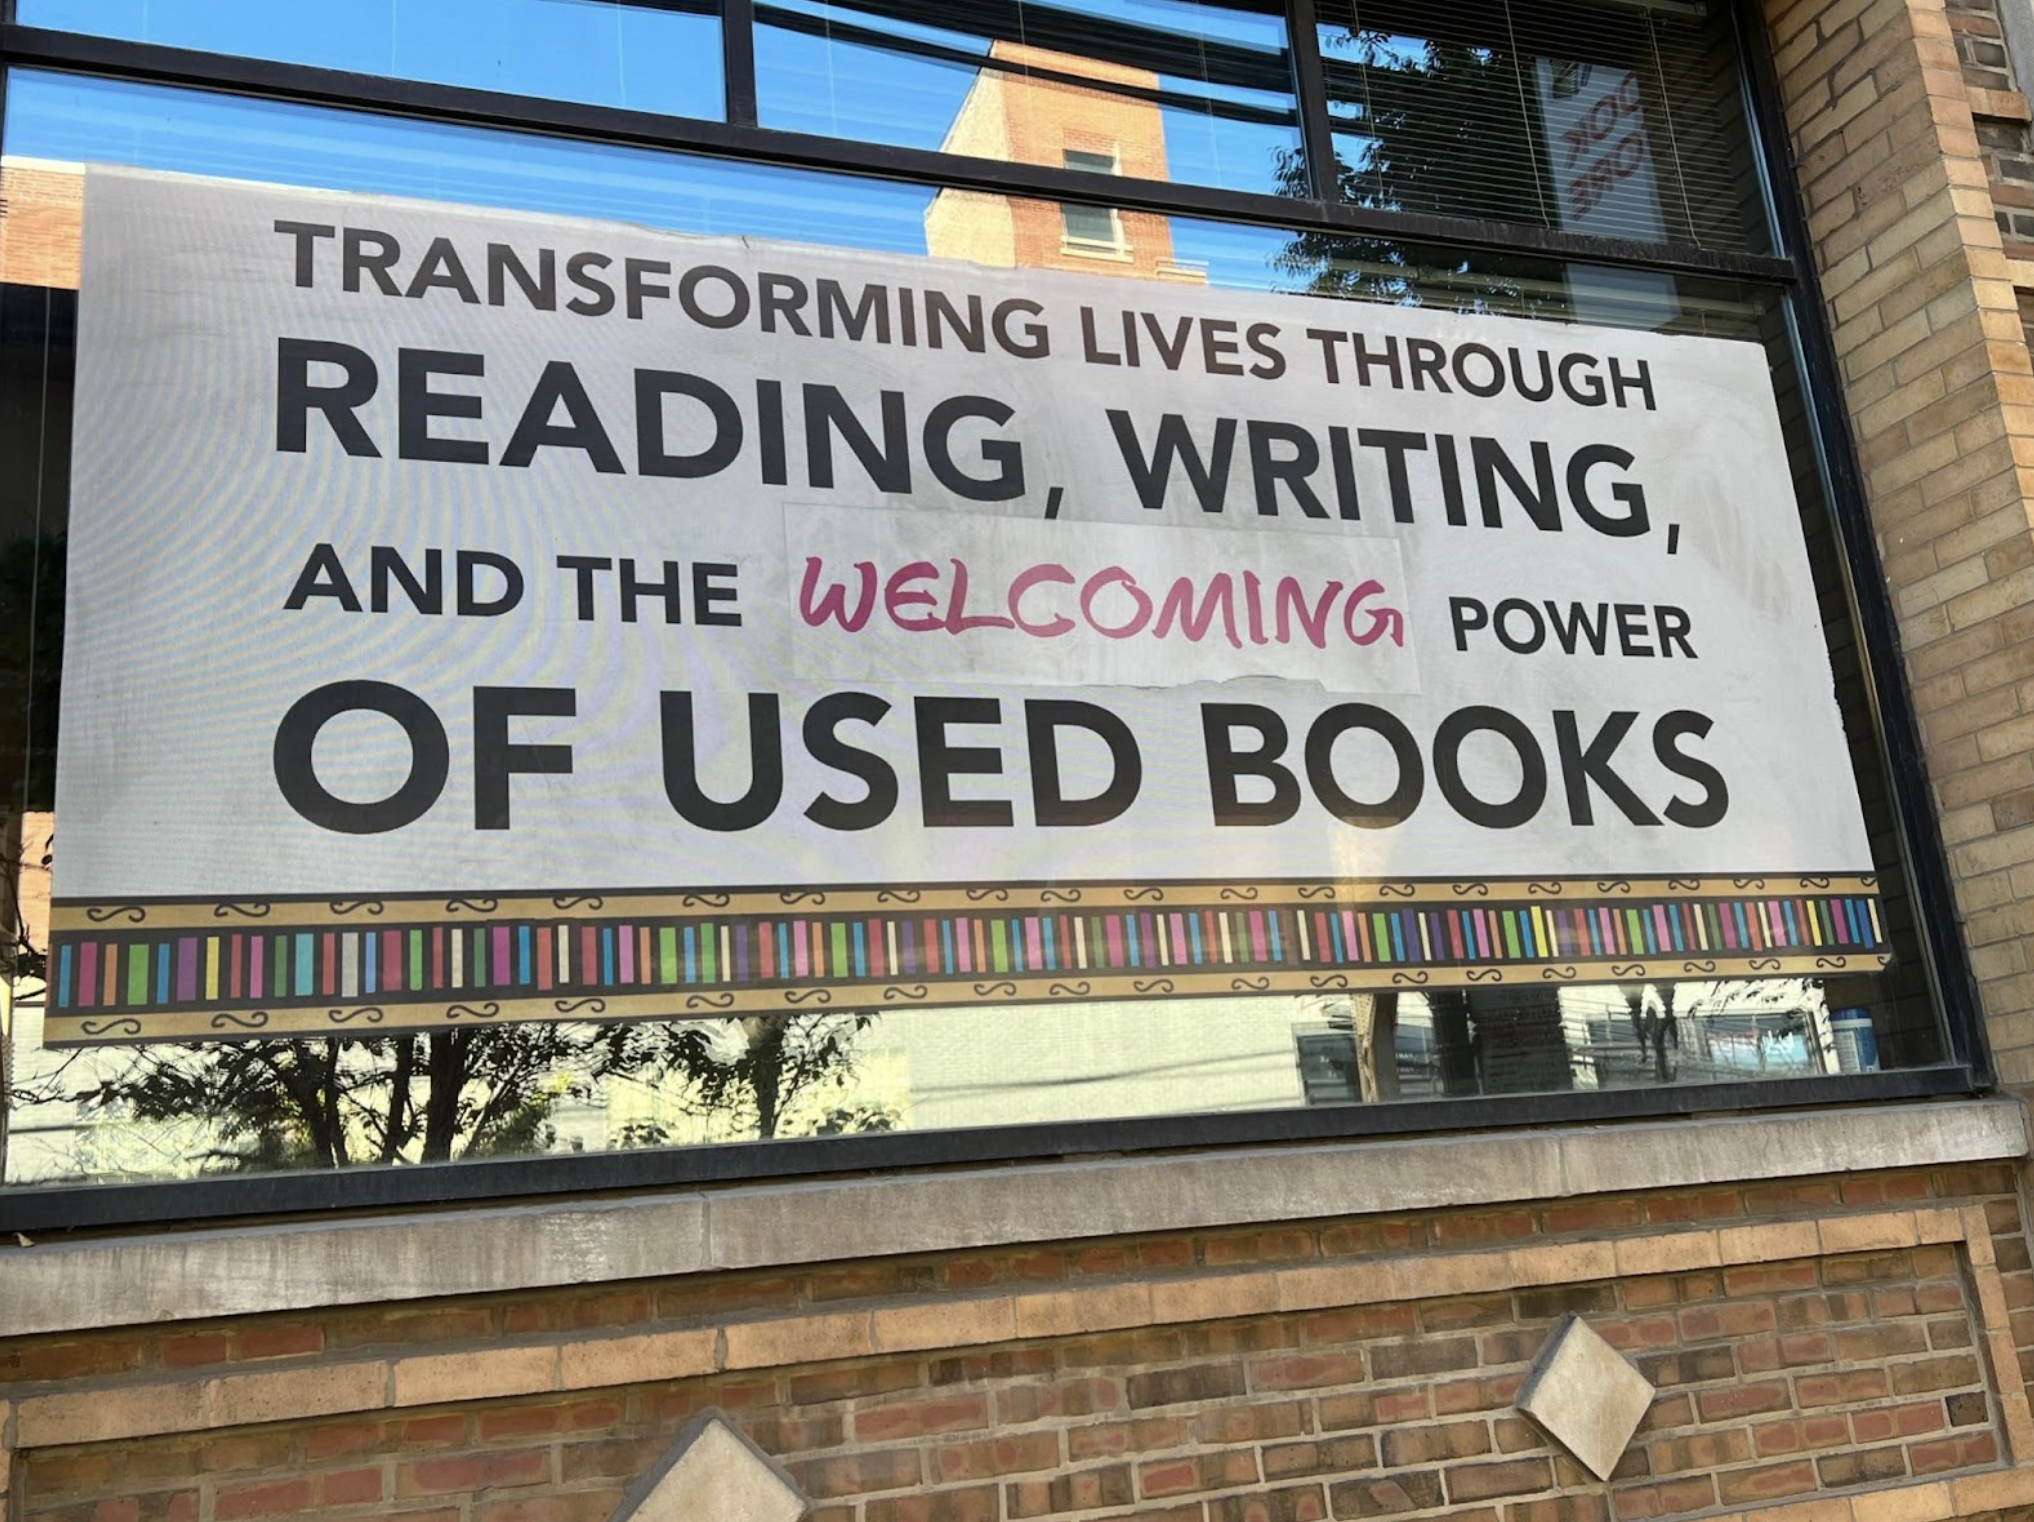 TRANSFORMING LIVES THROUGH
READING, WRITING,
AND THE WELCOMING POWER
OF USED BOOKS